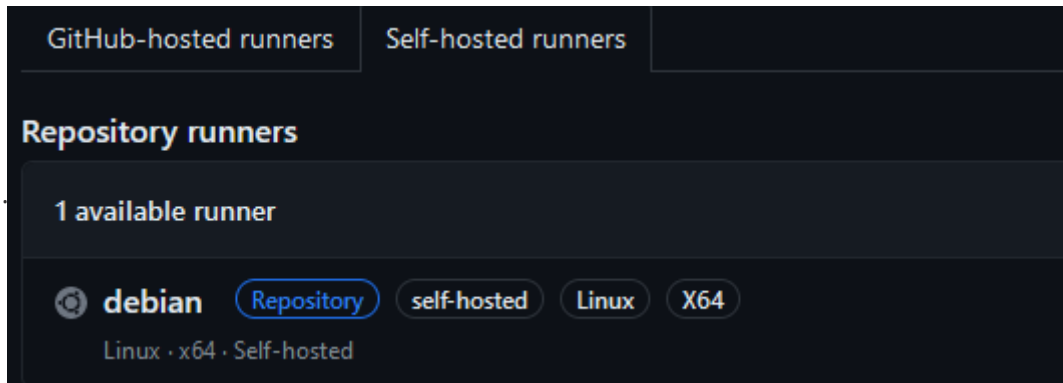 GitHub-hosted runners Self-hosted runners
Repository runners
1 available runner
debian Repository self-hosted Linux X64
Linux · x64 · Self-hosted